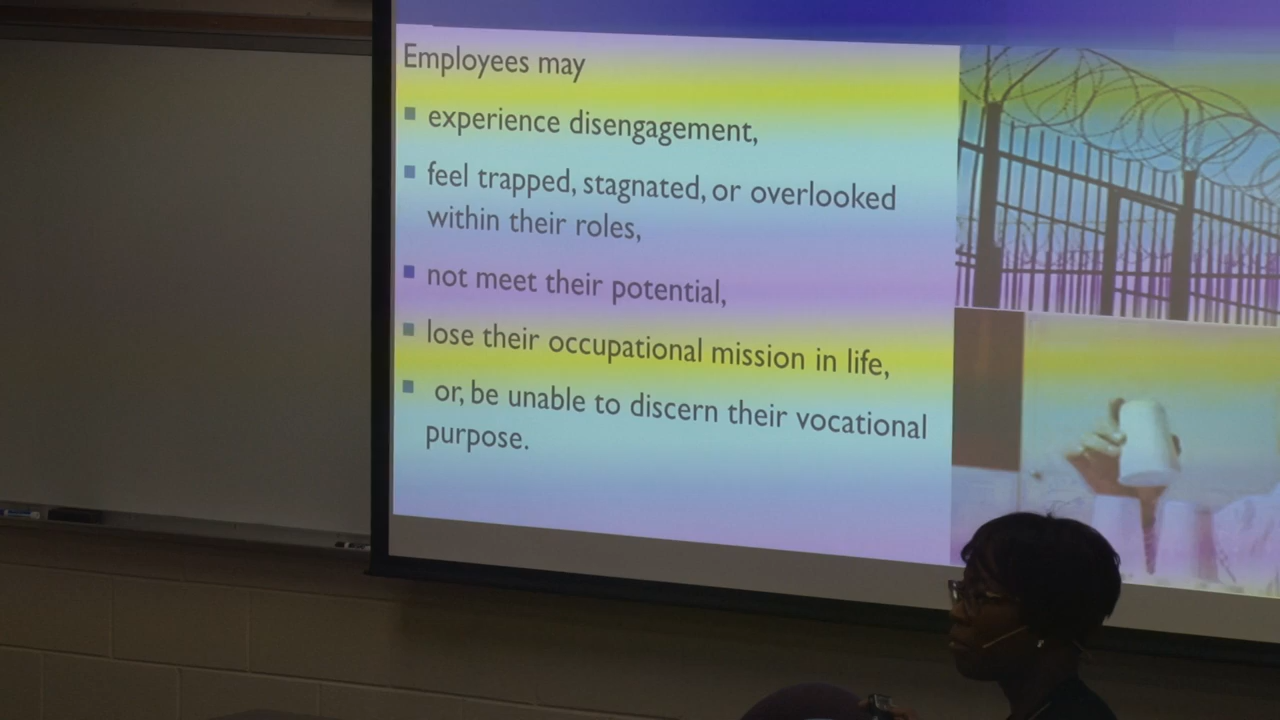 Employees may
experience disengagement,
feel trapped, stagnated, or overlooked
within their roles,
not meet their potential,
lose their occupational mission in life,
or, be unable to discern their vocational
purpose.